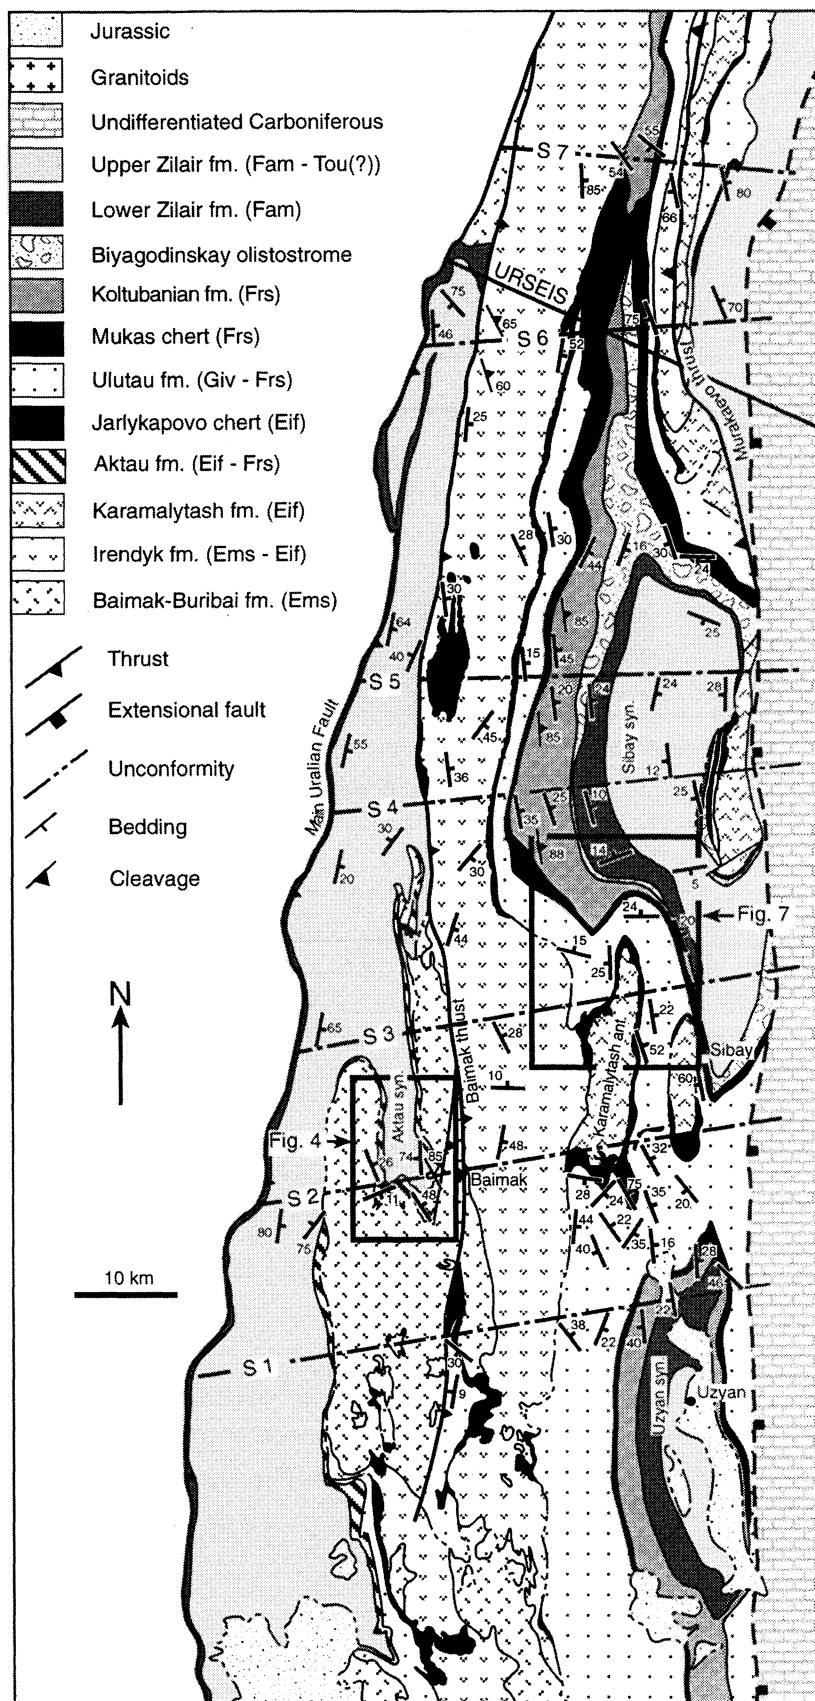 Jurassic
Granitoids
Undifferentiated Carboniferous
Upper Zilair fm. (Fam - Tou(?))
Lower Zilair fm. (Fam)
Biyagodinskay olistostrome
Koltubanian fm. (Frs)
Mukas chert (Frs)
Ulutau fm. (Giv - Frs)
Jarlykapovo chert (Eif)
Aktau fm. (Eif - Frs)
Karamalytash fm. (Eif)
Irendyk fm. (Ems - Eif)
Baimak-Buribai fm. (Ems)
Thrust
Extensional fault
Unconformity
Bedding
Cleavage
N
10 km
S 7
55
54
85
66
80
URSEIS
75
46
65
S 6
52
75
70
60
25
Murakaevo thrust
28
30
44
16
30
24
30
64
40
85
25
S 5
15
45
20
24
24
28
Main Uralian Fault
55
45
85
Sibay syn.
12
36
S 4
35
25
10
25
30
88
14
20
30
5
24
20
Fig. 7
44
15
25
65
S 3
28
22
Baimak thrust
Karamalytash ant.
52
Sibay
10
60
Aktau syn.
Fig. 4
26
74
85
48
32
Baimak
S 2
11
48
28
24
75
35
20
80
75
44
22
40
35
16
28
46
22
38
22
40
S 1
30
9
Uzyan syn.
Uzyan